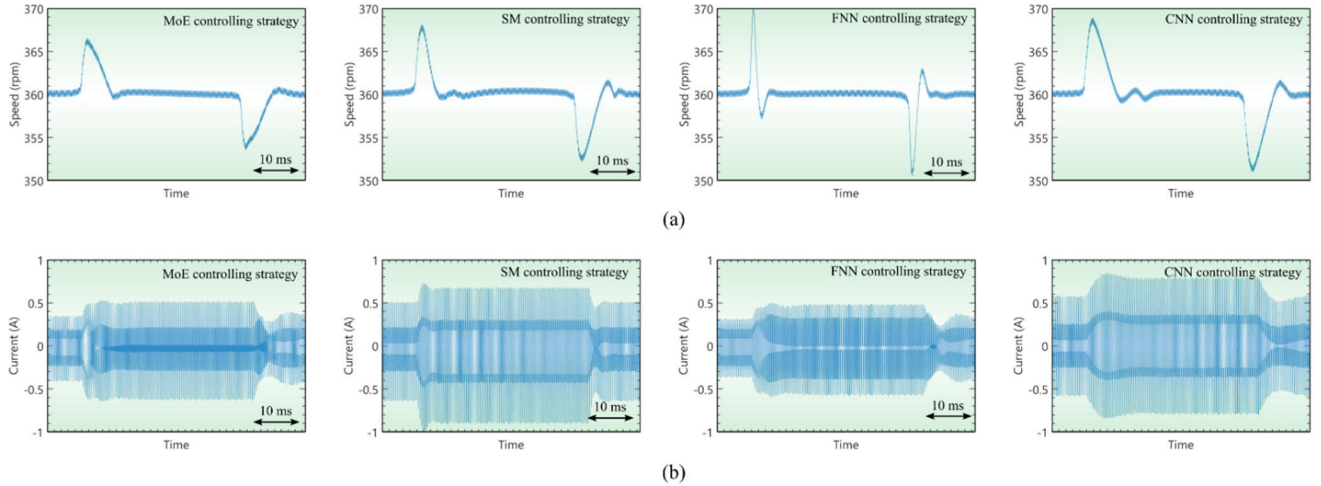 MoE controlling strategy
370
365
360
355
350
Speed (rpm)
10 ms
Time
SM controlling strategy
370
365
360
355
350
Speed (rpm)
10 ms
Time
FNN controlling strategy
370
365
360
355
350
Speed (rpm)
10 ms
Time
CNN controlling strategy
370
365
360
355
350
Speed (rpm)
10 ms
Time
(a)
MoE controlling strategy
1
0.5
0
-0.5
-1
Current (A)
10 ms
Time
SM controlling strategy
1
0.5
0
-0.5
-1
Current (A)
10 ms
Time
FNN controlling strategy
1
0.5
0
-0.5
-1
Current (A)
10 ms
Time
CNN controlling strategy
1
0.5
0
-0.5
-1
Current (A)
10 ms
Time
(b)